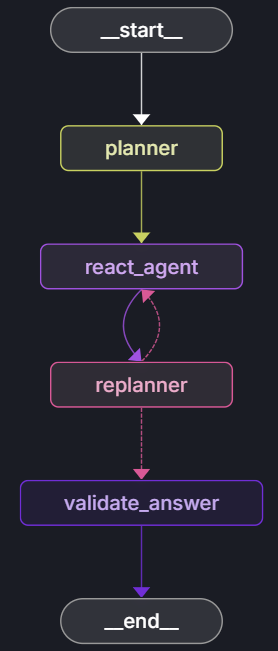 __start__
planner
react_agent
replanner
validate_answer
__end__